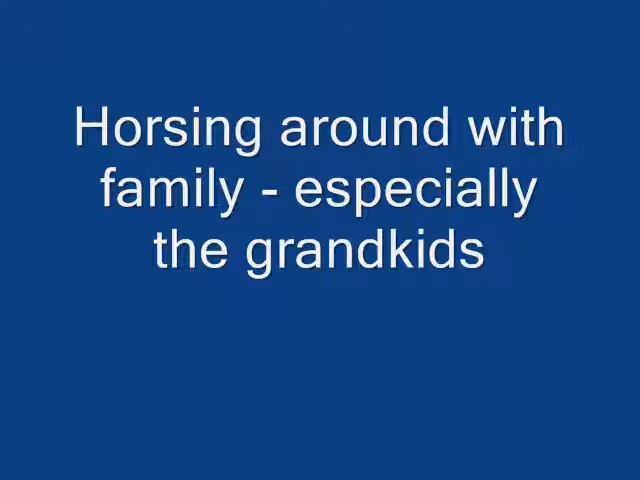 Horsing around with
family - especially
the grandkids